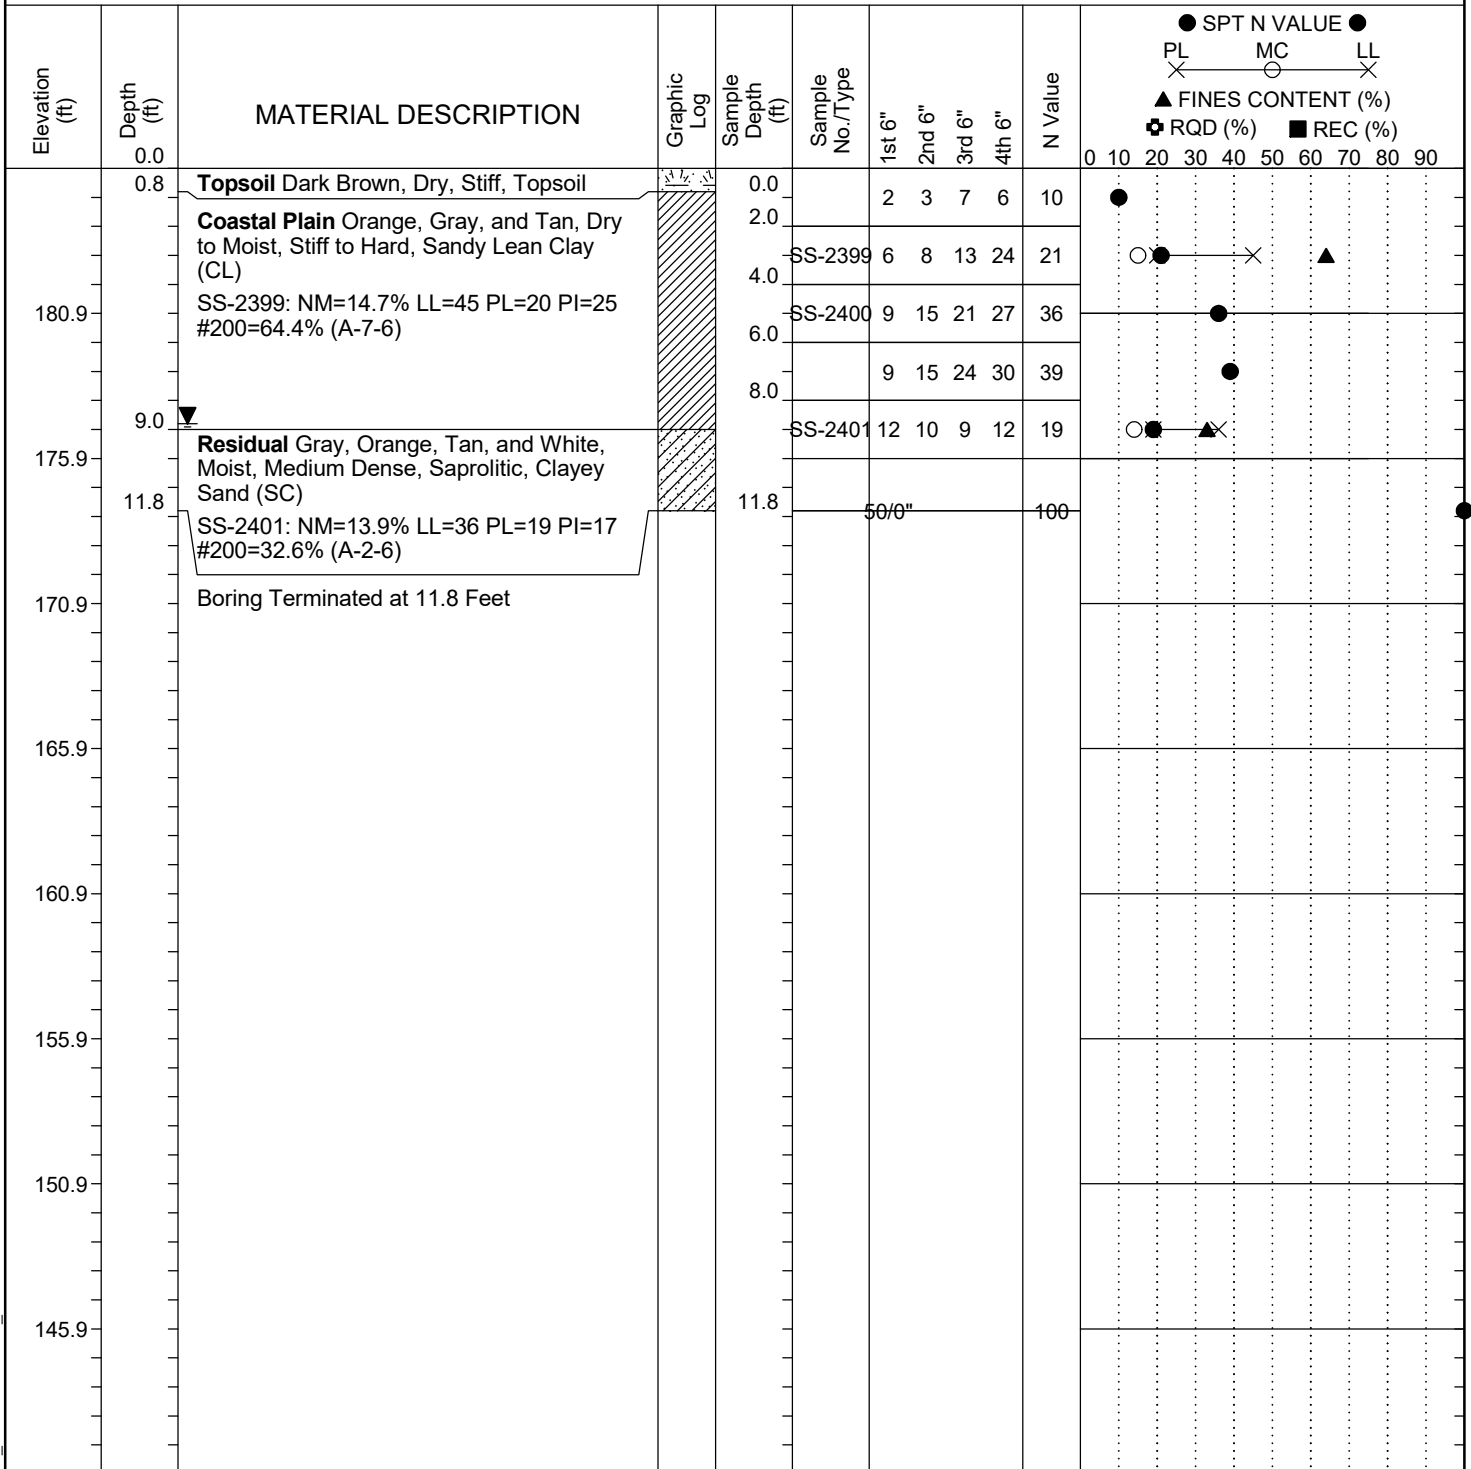 ● SPT N VALUE ●
PL MC LL
▲ FINES CONTENT (%)
RQD (%) ■ REC (%)
Elevation (ft)
Depth (ft)
MATERIAL DESCRIPTION
Graphic Log
Sample Depth (ft)
Sample No./Type
1st 6"
2nd 6"
3rd 6"
4th 6"
N Value
0.0
0 10 20 30 40 50 60 70 80 90
0.8 Topsoil Dark Brown, Dry, Stiff, Topsoil 0.0
2 3 7 6 10
Coastal Plain Orange, Gray, and Tan, Dry 2.0
to Moist, Stiff to Hard, Sandy Lean Clay
SS-2399 6 8 13 24 21
(CL) 4.0
SS-2399: NM=14.7% LL=45 PL=20 PI=25
180.9 SS-2400 9 15 21 27 36
#200=64.4% (A-7-6) 6.0
9 15 24 30 39
8.0
9.0
SS-2401 12 10 9 12 19
Residual Gray, Orange, Tan, and White,
175.9 Moist, Medium Dense, Saprolitic, Clayey
Sand (SC)
11.8 11.8
50/0" 100
SS-2401: NM=13.9% LL=36 PL=19 PI=17
#200=32.6% (A-2-6)
170.9 Boring Terminated at 11.8 Feet
165.9
160.9
155.9
150.9
145.9